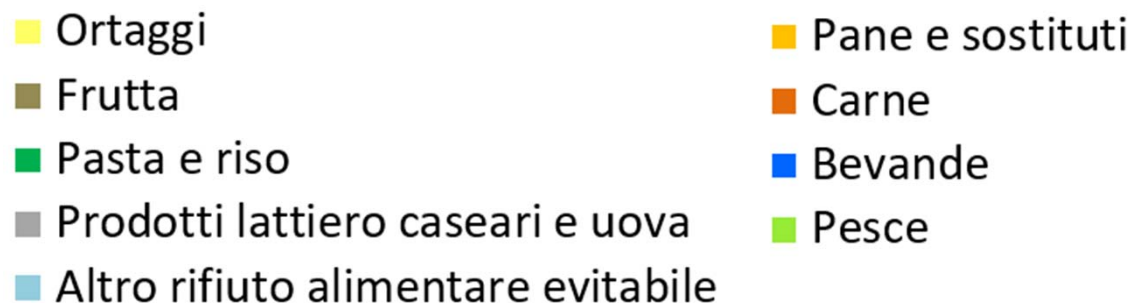 Ortaggi
Frutta
Pasta e riso
Prodotti lattiero caseari e uova
Altro rifiuto alimentare evitabile
Pane e sostituti
Carne
Bevande
Pesce